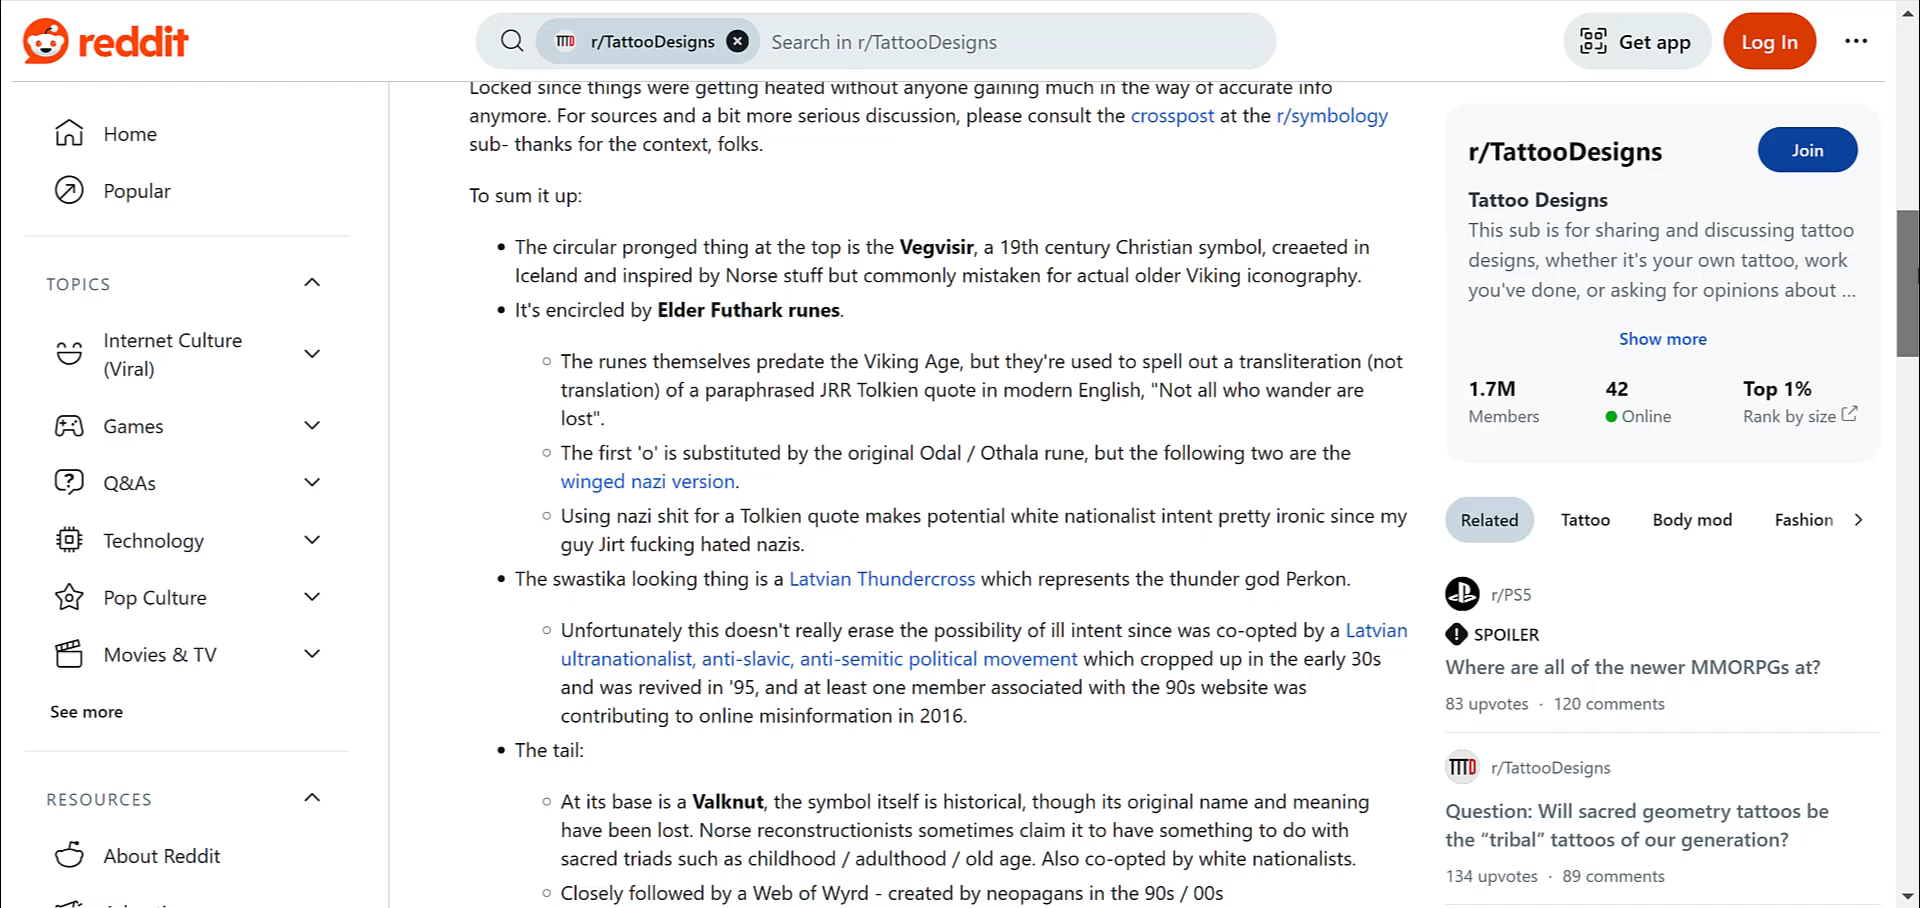 reddit
r/TattooDesigns
Search in r/TattooDesigns
Get app
Log In
Home
Popular
TOPICS
Internet Culture
(Viral)
Games
Q&As
Technology
Pop Culture
Movies & TV
See more
RESOURCES
About Reddit
Locked since things were getting heated without anyone gaining much in the way of accurate info
anymore. For sources and a bit more serious discussion, please consult the crosspost at the r/symbology
sub- thanks for the context, folks.
To sum it up:
• The circular pronged thing at the top is the Vegvisir, a 19th century Christian symbol, creaeted in
Iceland and inspired by Norse stuff but commonly mistaken for actual older Viking iconography.
• It's encircled by Elder Futhark runes.
◦ The runes themselves predate the Viking Age, but they're used to spell out a transliteration (not
translation) of a paraphrased JRR Tolkien quote in modern English, "Not all who wander are
lost".
◦ The first 'o' is substituted by the original Odal / Othala rune, but the following two are the
winged nazi version.
◦ Using nazi shit for a Tolkien quote makes potential white nationalist intent pretty ironic since my
guy Jirt fucking hated nazis.
• The swastika looking thing is a Latvian Thundercross which represents the thunder god Perkon.
◦ Unfortunately this doesn't really erase the possibility of ill intent since was co-opted by a Latvian
ultranationalist, anti-slavic, anti-semitic political movement which cropped up in the early 30s
and was revived in '95, and at least one member associated with the 90s website was
contributing to online misinformation in 2016.
• The tail:
◦ At its base is a Valknut, the symbol itself is historical, though its original name and meaning
have been lost. Norse reconstructionists sometimes claim it to have something to do with
sacred triads such as childhood / adulthood / old age. Also co-opted by white nationalists.
◦ Closely followed by a Web of Wyrd - created by neopagans in the 90s / 00s
r/TattooDesigns
Join
Tattoo Designs
This sub is for sharing and discussing tattoo
designs, whether it's your own tattoo, work
you've done, or asking for opinions about ...
Show more
1.7M 42 Top 1%
Members Online Rank by size
Related Tattoo Body mod Fashion
r/PS5
SPOILER
Where are all of the newer MMORPGs at?
83 upvotes · 120 comments
r/TattooDesigns
Question: Will sacred geometry tattoos be
the “tribal” tattoos of our generation?
134 upvotes · 89 comments